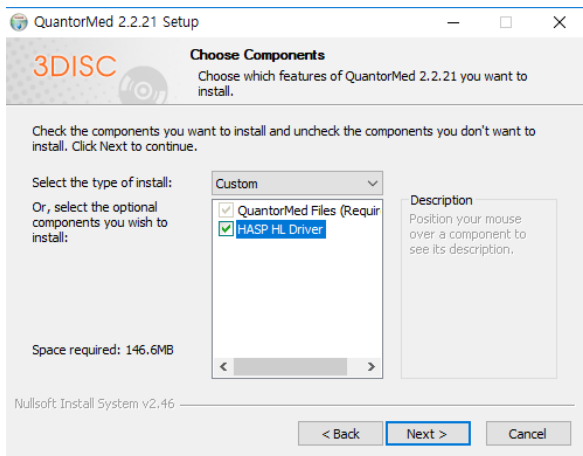 QuantorMed 2.2.21 Setup
3DISC
Choose Components
Choose which features of QuantorMed 2.2.21 you want to
install.
Check the components you want to install and uncheck the components you don't want to
install. Click Next to continue.
Select the type of install:
Custom
Or, select the optional
components you wish to
install:
QuantorMed Files (Requir
HASP HL Driver
Description
Position your mouse
over a component to
see its description.
Space required: 146.6MB
Nullsoft Install System v2.46
< Back
Next >
Cancel